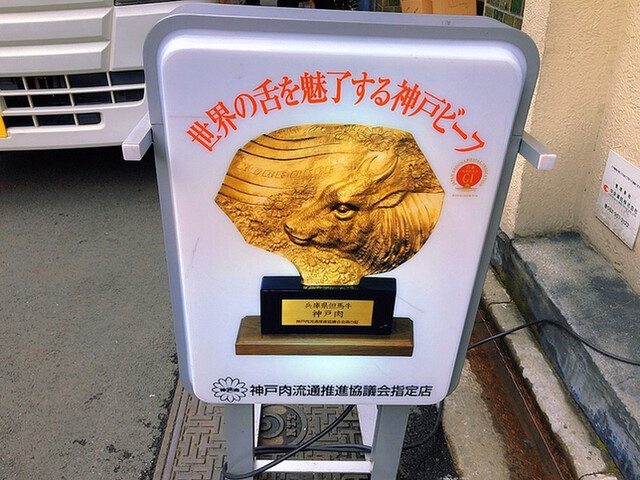 世界の舌を魅了する神戸ビーフ
GI
兵庫県但馬牛
神戸肉
神戸肉流通推進協議会指定店